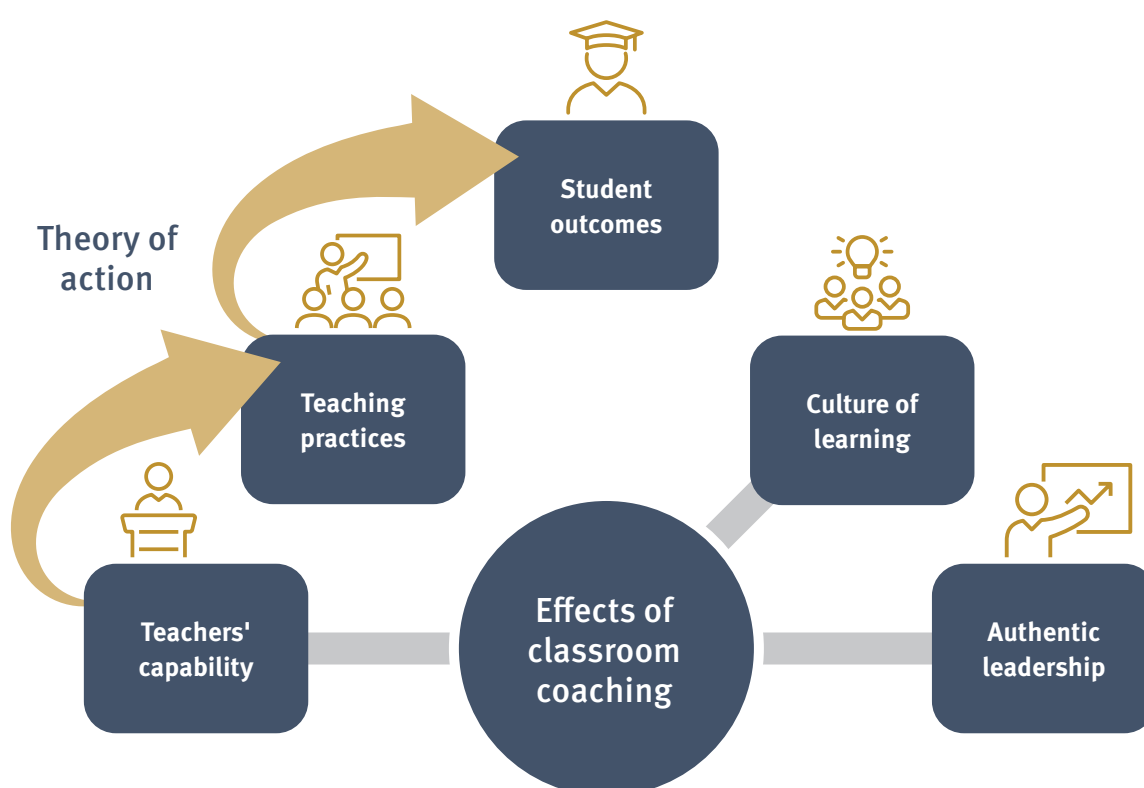 Student
outcomes
Theory of
action
Teaching
practices
Culture of
learning
Teachers'
capability
Effects of
classroom
coaching
Authentic
leadership